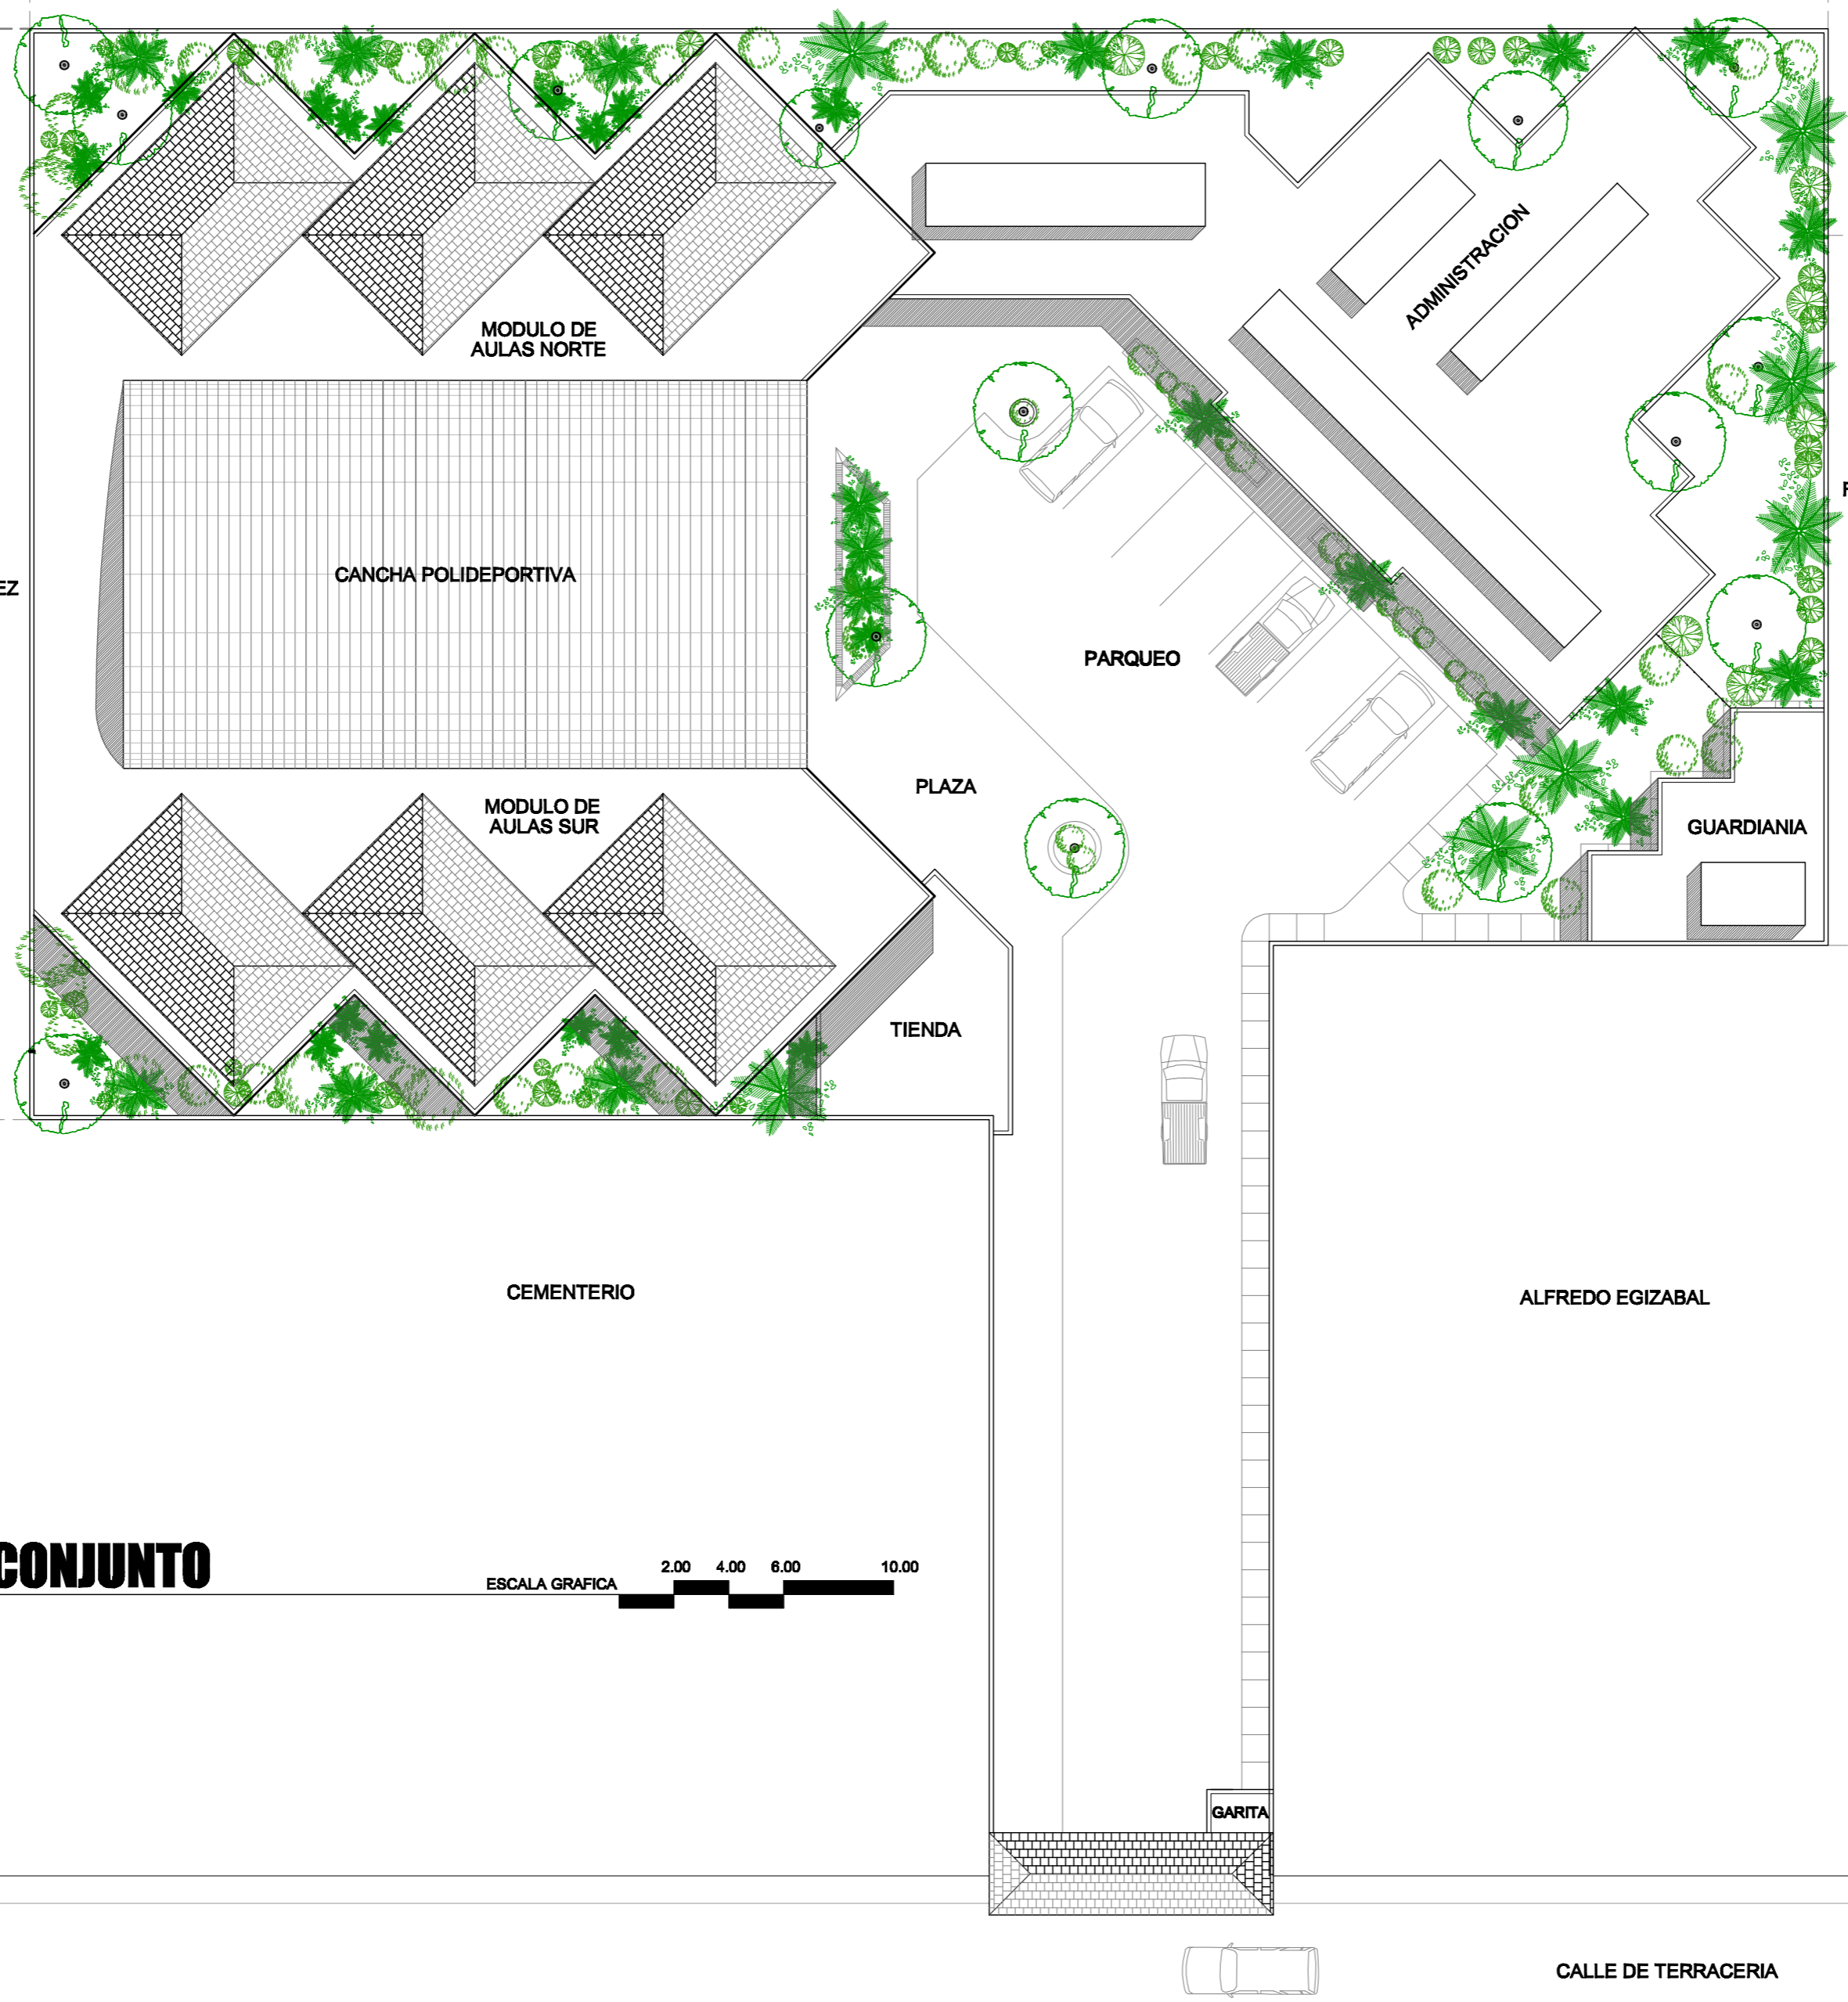 ADMINISTRACION
MODULO DE
AULAS NORTE
CANCHA POLIDEPORTIVA
EZ
PARQUEO
PLAZA
MODULO DE
AULAS SUR
GUARDIANIA
TIENDA
CEMENTERIO
ALFREDO EGIZABAL
CONJUNTO
ESCALA GRAFICA
2.00 4.00 6.00 10.00
GARITA
CALLE DE TERRACERIA